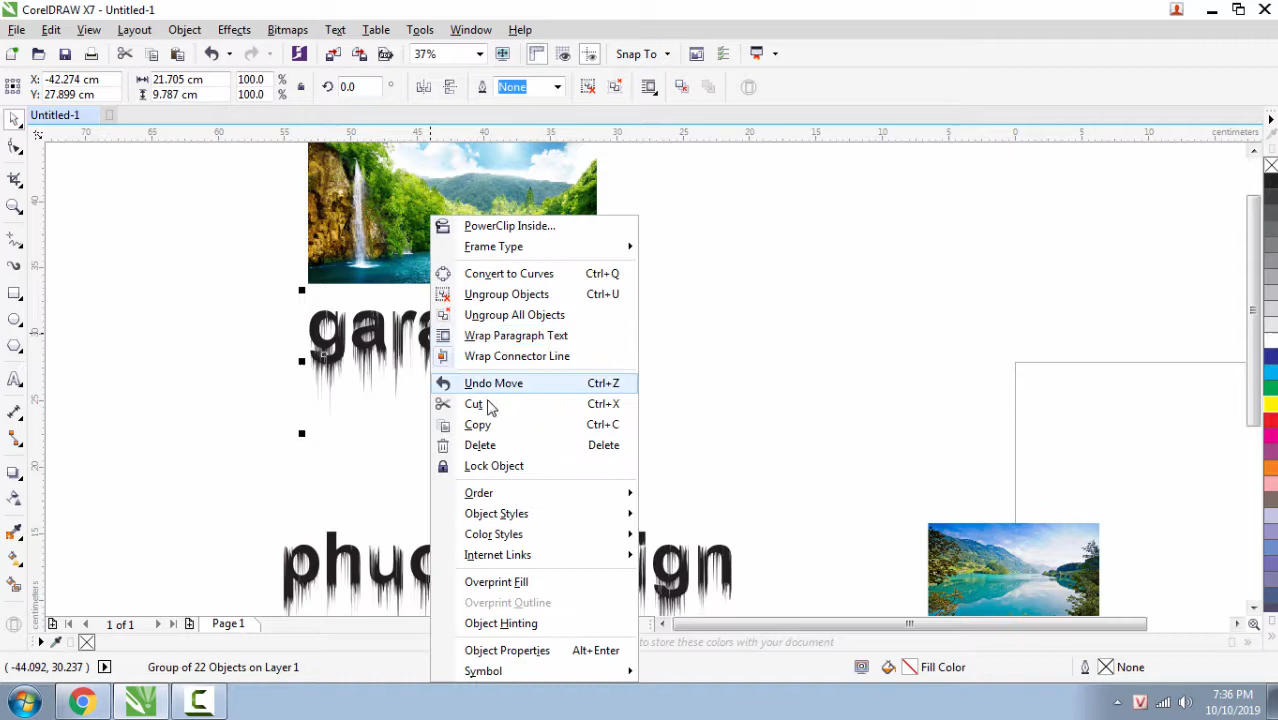 CorelDRAW X7 - Untitled-1
File Edit View Layout Object Effects Bitmaps Text Table Tools Window Help
37% Snap To
X: -42.274 cm 21.705 cm 100.0 % 0.0 ° None
Y: 27.899 cm 9.787 cm 100.0 %
Untitled-1
70 65 60 55 50 45 40 35 30 25 20 15 10 5 0 5 10 centimeters
PowerClip Inside...
Frame Type
Convert to Curves Ctrl+Q
Ungroup Objects Ctrl+U
Ungroup All Objects
Wrap Paragraph Text
Wrap Connector Line
Undo Move Ctrl+Z
Cut Ctrl+X
Copy Ctrl+C
Delete Delete
Lock Object
Order
Object Styles
Color Styles
Internet Links
Overprint Fill
Overprint Outline
Object Hinting
Object Properties Alt+Enter
Symbol
1 of 1 Page 1
to store these colors with your document
(-44.092, 30.237) Group of 22 Objects on Layer 1 Fill Color None
7:36 PM
10/10/2019